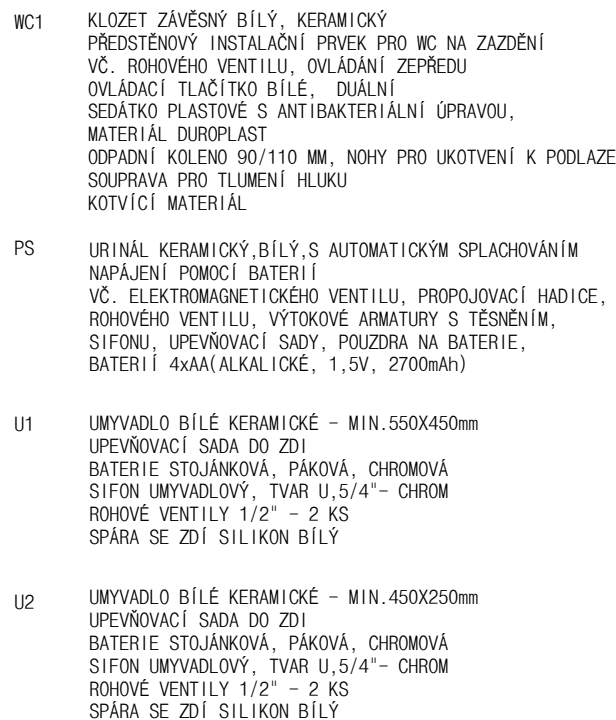 WC1 KLOZET ZÁVĚSNÝ BÍLÝ, KERAMICKÝ
PŘEDSTĚNOVÝ INSTALAČNÍ PRVEK PRO WC NA ZAZDĚNÍ
VČ. ROHOVÉHO VENTILU, OVLÁDÁNÍ ZEPŘEDU
OVLÁDACÍ TLAČÍTKO BÍLÉ, DUÁLNÍ
SEDÁTKO PLASTOVÉ S ANTIBAKTERIÁLNÍ ÚPRAVOU,
MATERIÁL DUROPLAST
ODPADNÍ KOLENO 90/110 MM, NOHY PRO UKOTVENÍ K PODLAZE
SOUPRAVA PRO TLUMENÍ HLUKU
KOTVÍCÍ MATERIÁL
PS URINÁL KERAMICKÝ,BÍLÝ,S AUTOMATICKÝM SPLACHOVÁNÍM
NAPÁJENÍ POMOCÍ BATERIÍ
VČ. ELEKTROMAGNETICKÉHO VENTILU, PROPOJOVACÍ HADICE,
ROHOVÉHO VENTILU, VÝTOKOVÉ ARMATURY S TĚSNĚNÍM,
SIFONU, UPEVŇOVACÍ SADY, POUZDRA NA BATERIE,
BATERIÍ 4xAA(ALKALICKÉ, 1,5V, 2700mAh)
U1 UMYVADLO BÍLÉ KERAMICKÉ - MIN.550X450mm
UPEVŇOVACÍ SADA DO ZDI
BATERIE STOJÁNKOVÁ, PÁKOVÁ, CHROMOVÁ
SIFON UMYVADLOVÝ, TVAR U,5/4"- CHROM
ROHOVÉ VENTILY 1/2" - 2 KS
SPÁRA SE ZDÍ SILIKON BÍLÝ
U2 UMYVADLO BÍLÉ KERAMICKÉ - MIN.450X250mm
UPEVŇOVACÍ SADA DO ZDI
BATERIE STOJÁNKOVÁ, PÁKOVÁ, CHROMOVÁ
SIFON UMYVADLOVÝ, TVAR U,5/4"- CHROM
ROHOVÉ VENTILY 1/2" - 2 KS
SPÁRA SE ZDÍ SILIKON BÍLÝ